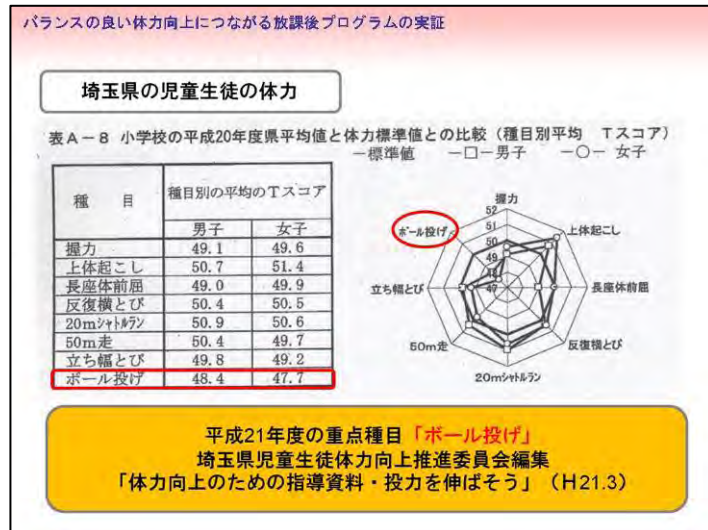 バランスの良い体力向上につながる放課後プログラムの実証
埼玉県の児童生徒の体力
表A-8 小学校の平成20年度県平均値と体力標準値との比較(種目別平均 Tスコア)
-標準値 -□-男子 -○- 女子
種 目 種目別の平均のTスコア
男子 女子
握力 49.1 49.6
上体起こし 50.7 51.4
長座体前屈 49.0 49.9
反復横とび 50.4 50.5
20mシャトルラン 50.9 50.6
50m走 50.4 49.7
立ち幅とび 49.8 49.2
ボール投げ 48.4 47.7
握力
52
51
50
49
48
47
上体起こし
長座体前屈
反復横とび
20mシャトルラン
50m走
立ち幅とび
ボール投げ
平成21年度の重点種目「ボール投げ」
埼玉県児童生徒体力向上推進委員会編集
「体力向上のための指導資料・投力を伸ばそう」(H21.3)